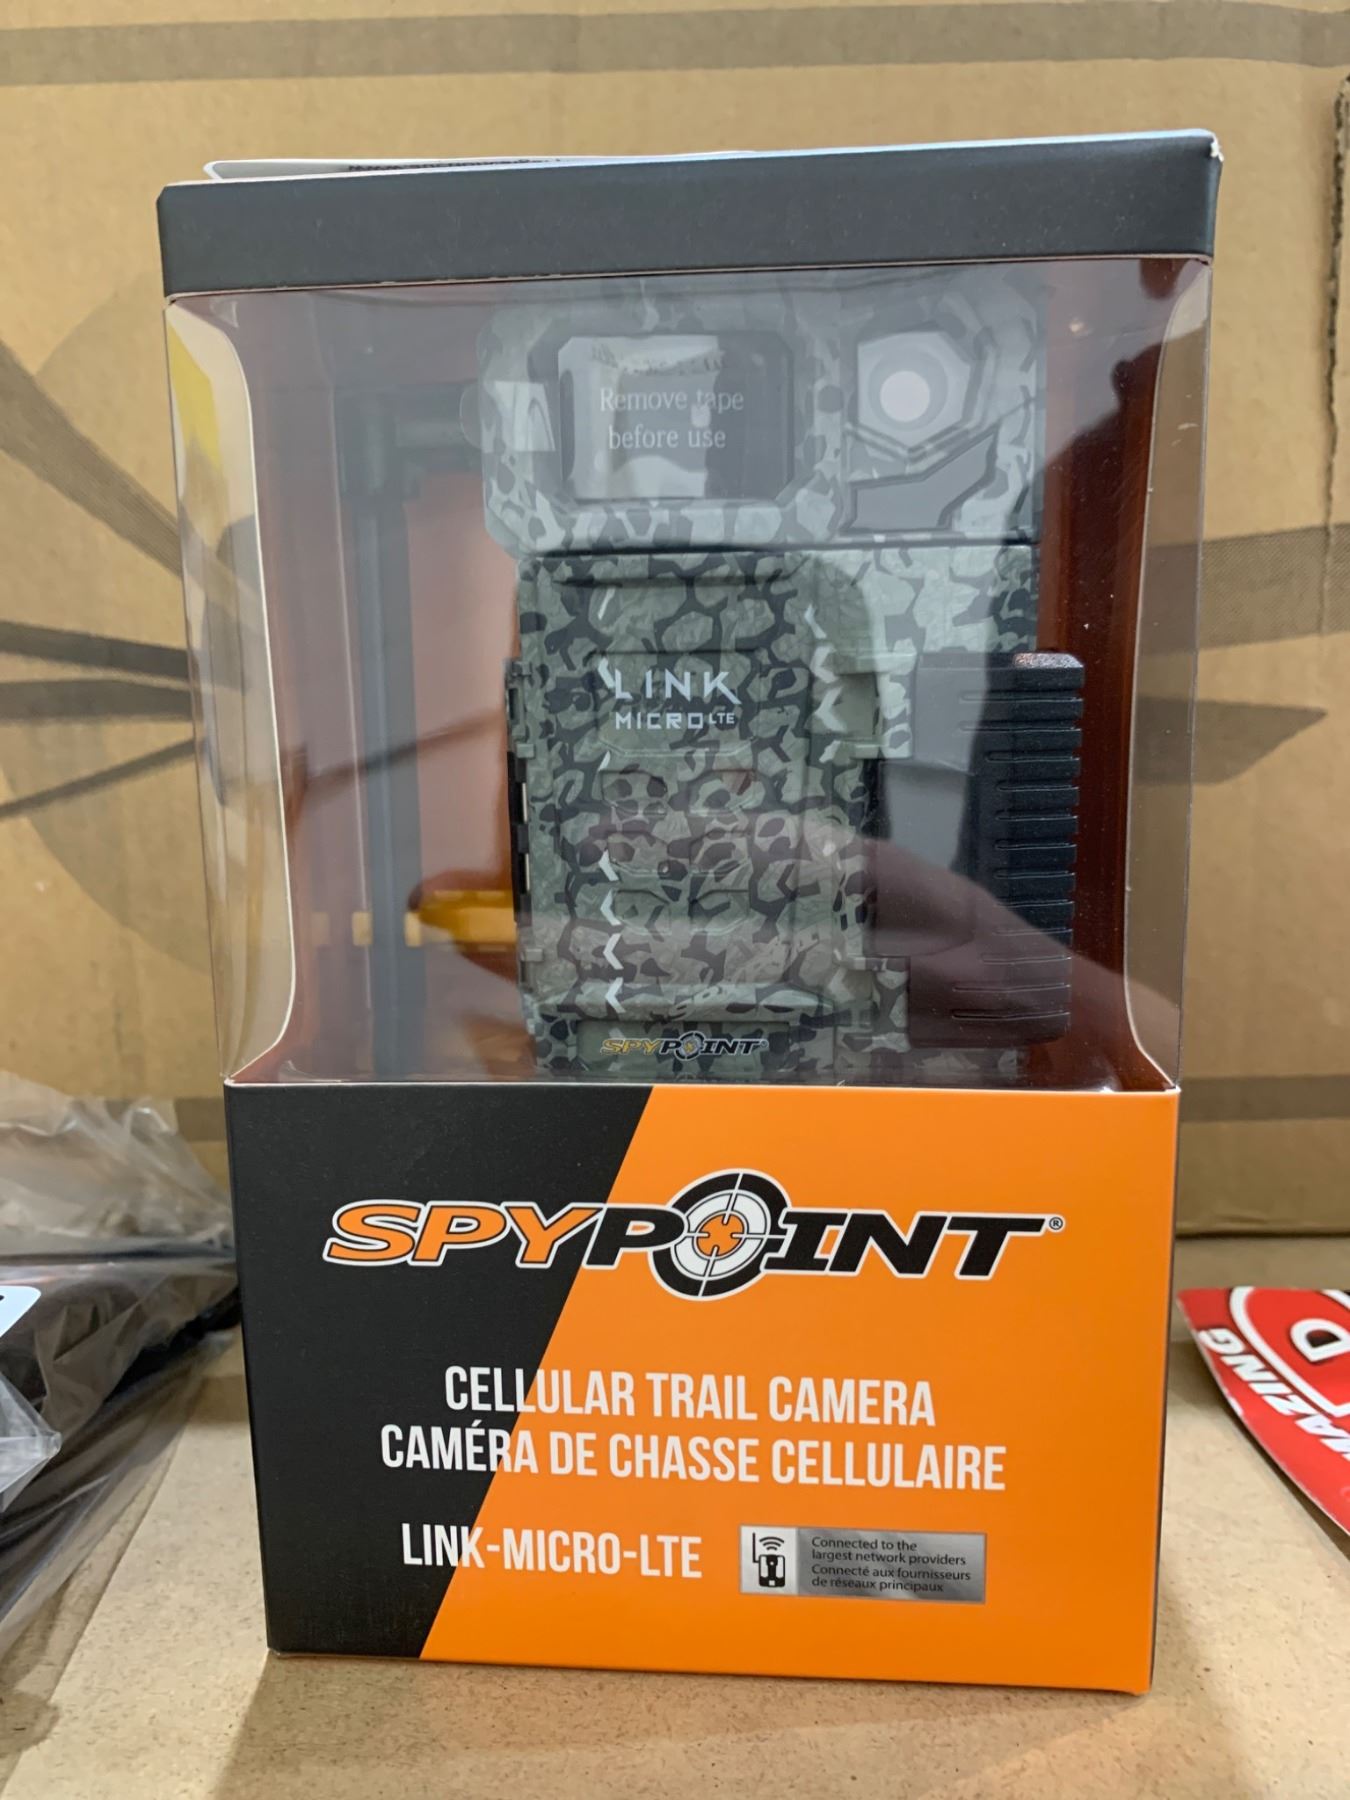 Remove tape
before use
LINK
MICRO LTE
SPYPOINT
SPYPOINT®
CELLULAR TRAIL CAMERA
CAMÉRA DE CHASSE CELLULAIRE
LINK-MICRO-LTE
Connected to the
largest network providers
Connecté aux fournisseurs
de réseaux principaux
D
AMAZING